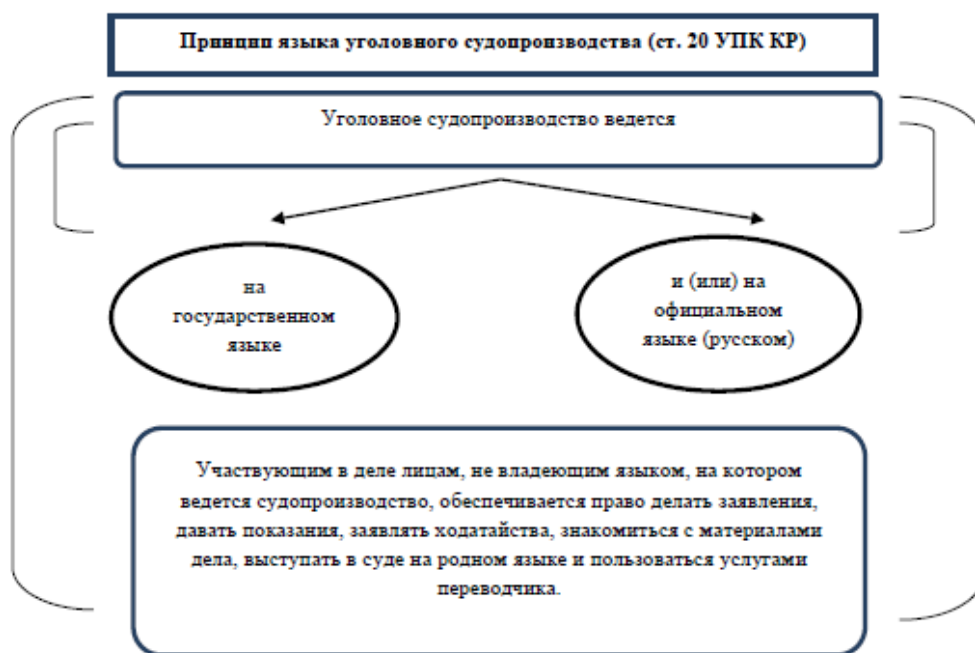 Принцип языка уголовного судопроизводства (ст. 20 УПК КР)
Уголовное судопроизводство ведется
на
государственном
языке
и (или) на
официальном
языке (русском)
Участвующим в деле лицам, не владеющим языком, на котором
ведется судопроизводство, обеспечивается право делать заявления,
давать показания, заявлять ходатайства, знакомиться с материалами
дела, выступать в суде на родном языке и пользоваться услугами
переводчика.